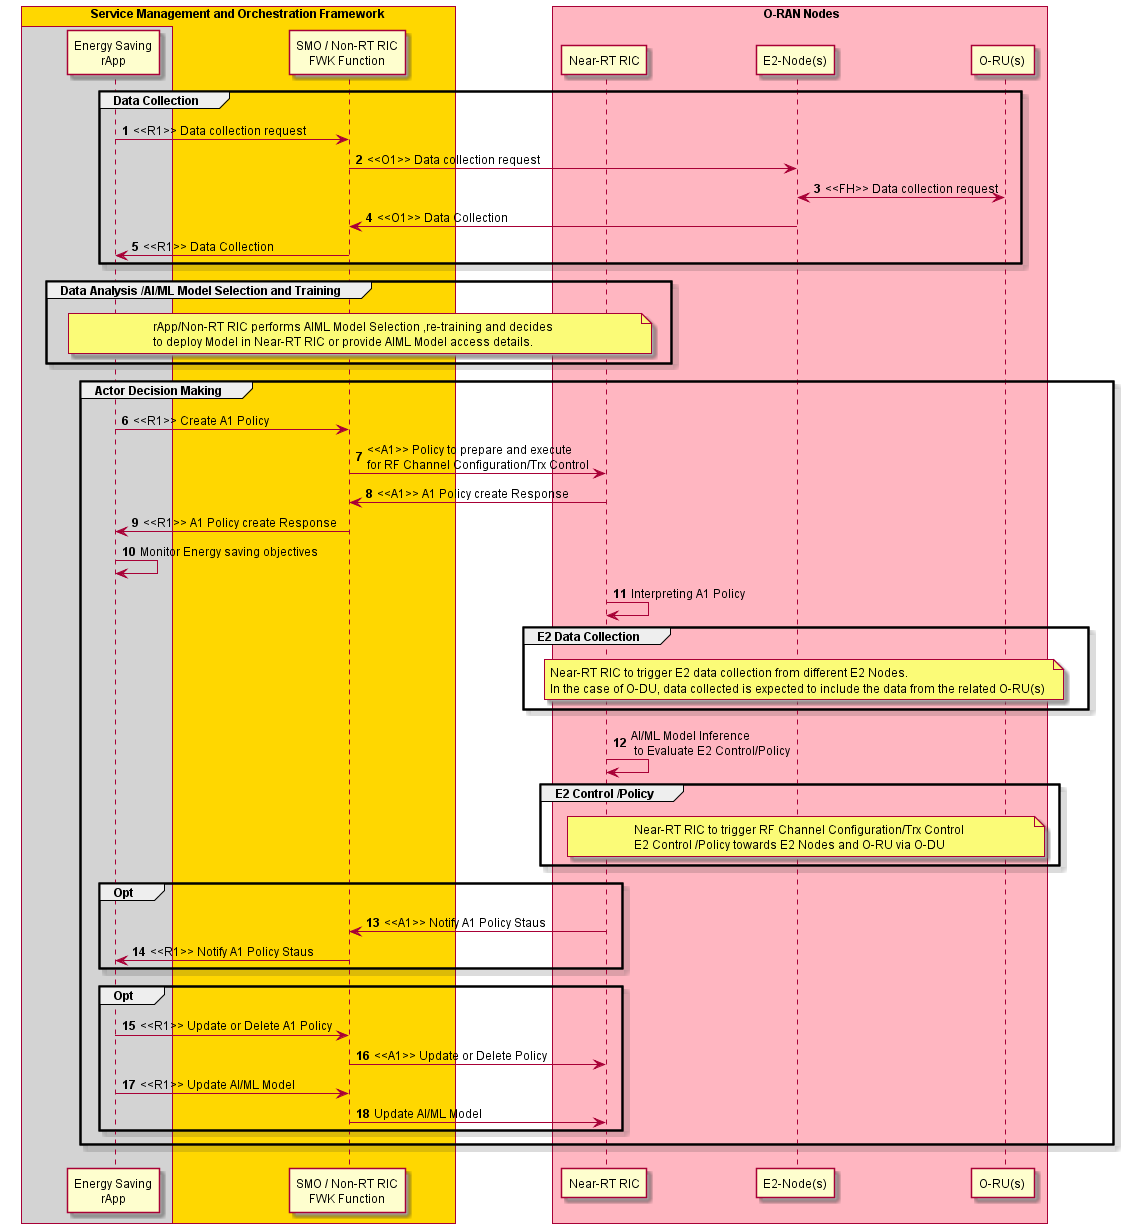 Service Management and Orchestration Framework
O-RAN Nodes
Energy Saving
rApp
SMO / Non-RT RIC
FWK Function
Near-RT RIC
E2-Node(s)
O-RU(s)
Data Collection
1 <<R1>> Data collection request
2 <<O1>> Data collection request
3 <<FH>> Data collection request
4 <<O1>> Data Collection
5 <<R1>> Data Collection
Data Analysis /AI/ML Model Selection and Training
rApp/Non-RT RIC performs AIML Model Selection ,re-training and decides
to deploy Model in Near-RT RIC or provide AIML Model access details.
Actor Decision Making
6 <<R1>> Create A1 Policy
7 <<A1>> Policy to prepare and execute
for RF Channel Configuration/Trx Control
8 <<A1>> A1 Policy create Response
9 <<R1>> A1 Policy create Response
10 Monitor Energy saving objectives
11 Interpreting A1 Policy
E2 Data Collection
Near-RT RIC to trigger E2 data collection from different E2 Nodes.
In the case of O-DU, data collected is expected to include the data from the related O-RU(s)
12 AI/ML Model Inference
to Evaluate E2 Control/Policy
E2 Control /Policy
Near-RT RIC to trigger RF Channel Configuration/Trx Control
E2 Control /Policy towards E2 Nodes and O-RU via O-DU
Opt
13 <<A1>> Notify A1 Policy Staus
14 <<R1>> Notify A1 Policy Staus
Opt
15 <<R1>> Update or Delete A1 Policy
16 <<A1>> Update or Delete Policy
17 <<R1>> Update AI/ML Model
18 Update AI/ML Model
Energy Saving
rApp
SMO / Non-RT RIC
FWK Function
Near-RT RIC
E2-Node(s)
O-RU(s)